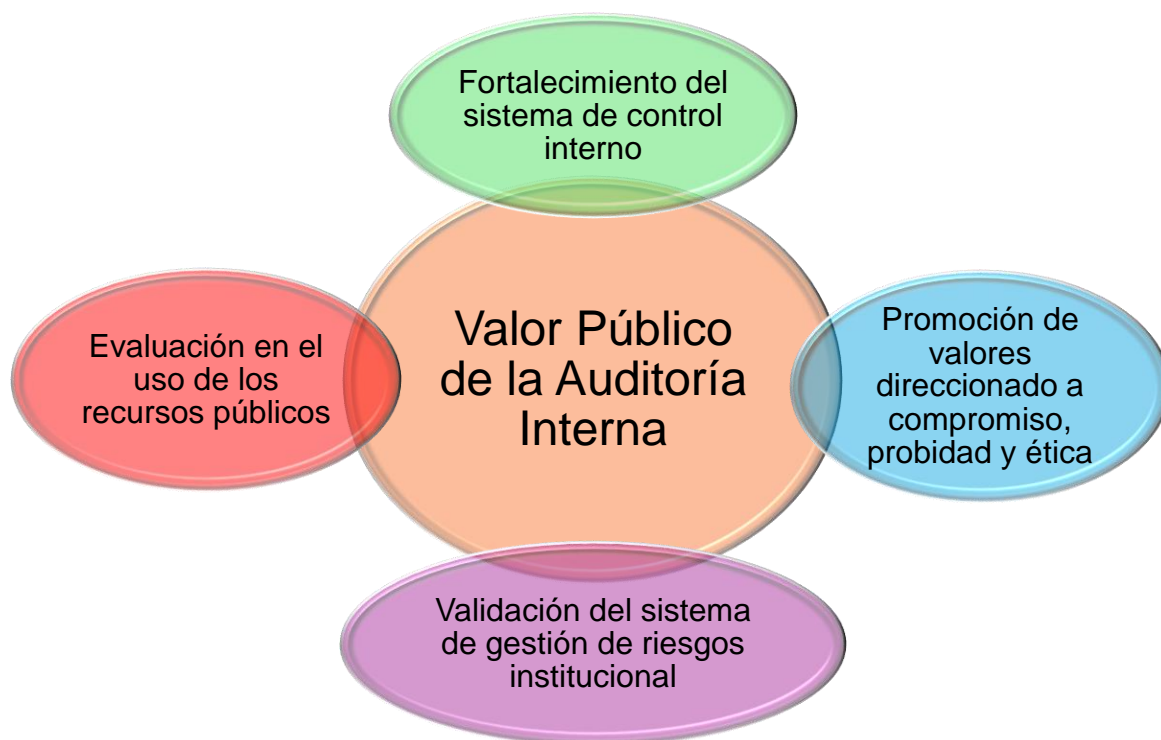 Fortalecimiento del
sistema de control
interno
Evaluación en el
uso de los
recursos públicos
Valor Público
de la Auditoría
Interna
Promoción de
valores
direccionado a
compromiso,
probidad y ética
Validación del sistema
de gestión de riesgos
institucional